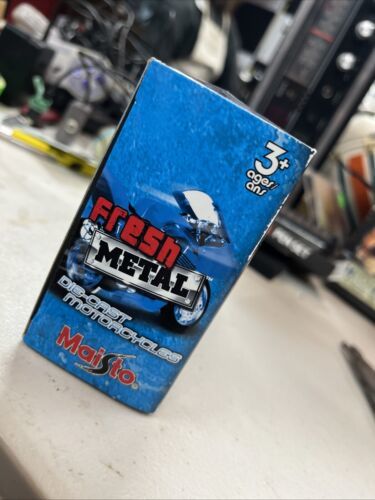 3+
ages/
ans
Fresh
METAL
DIE-CAST
MOTORCYCLES
Maisto